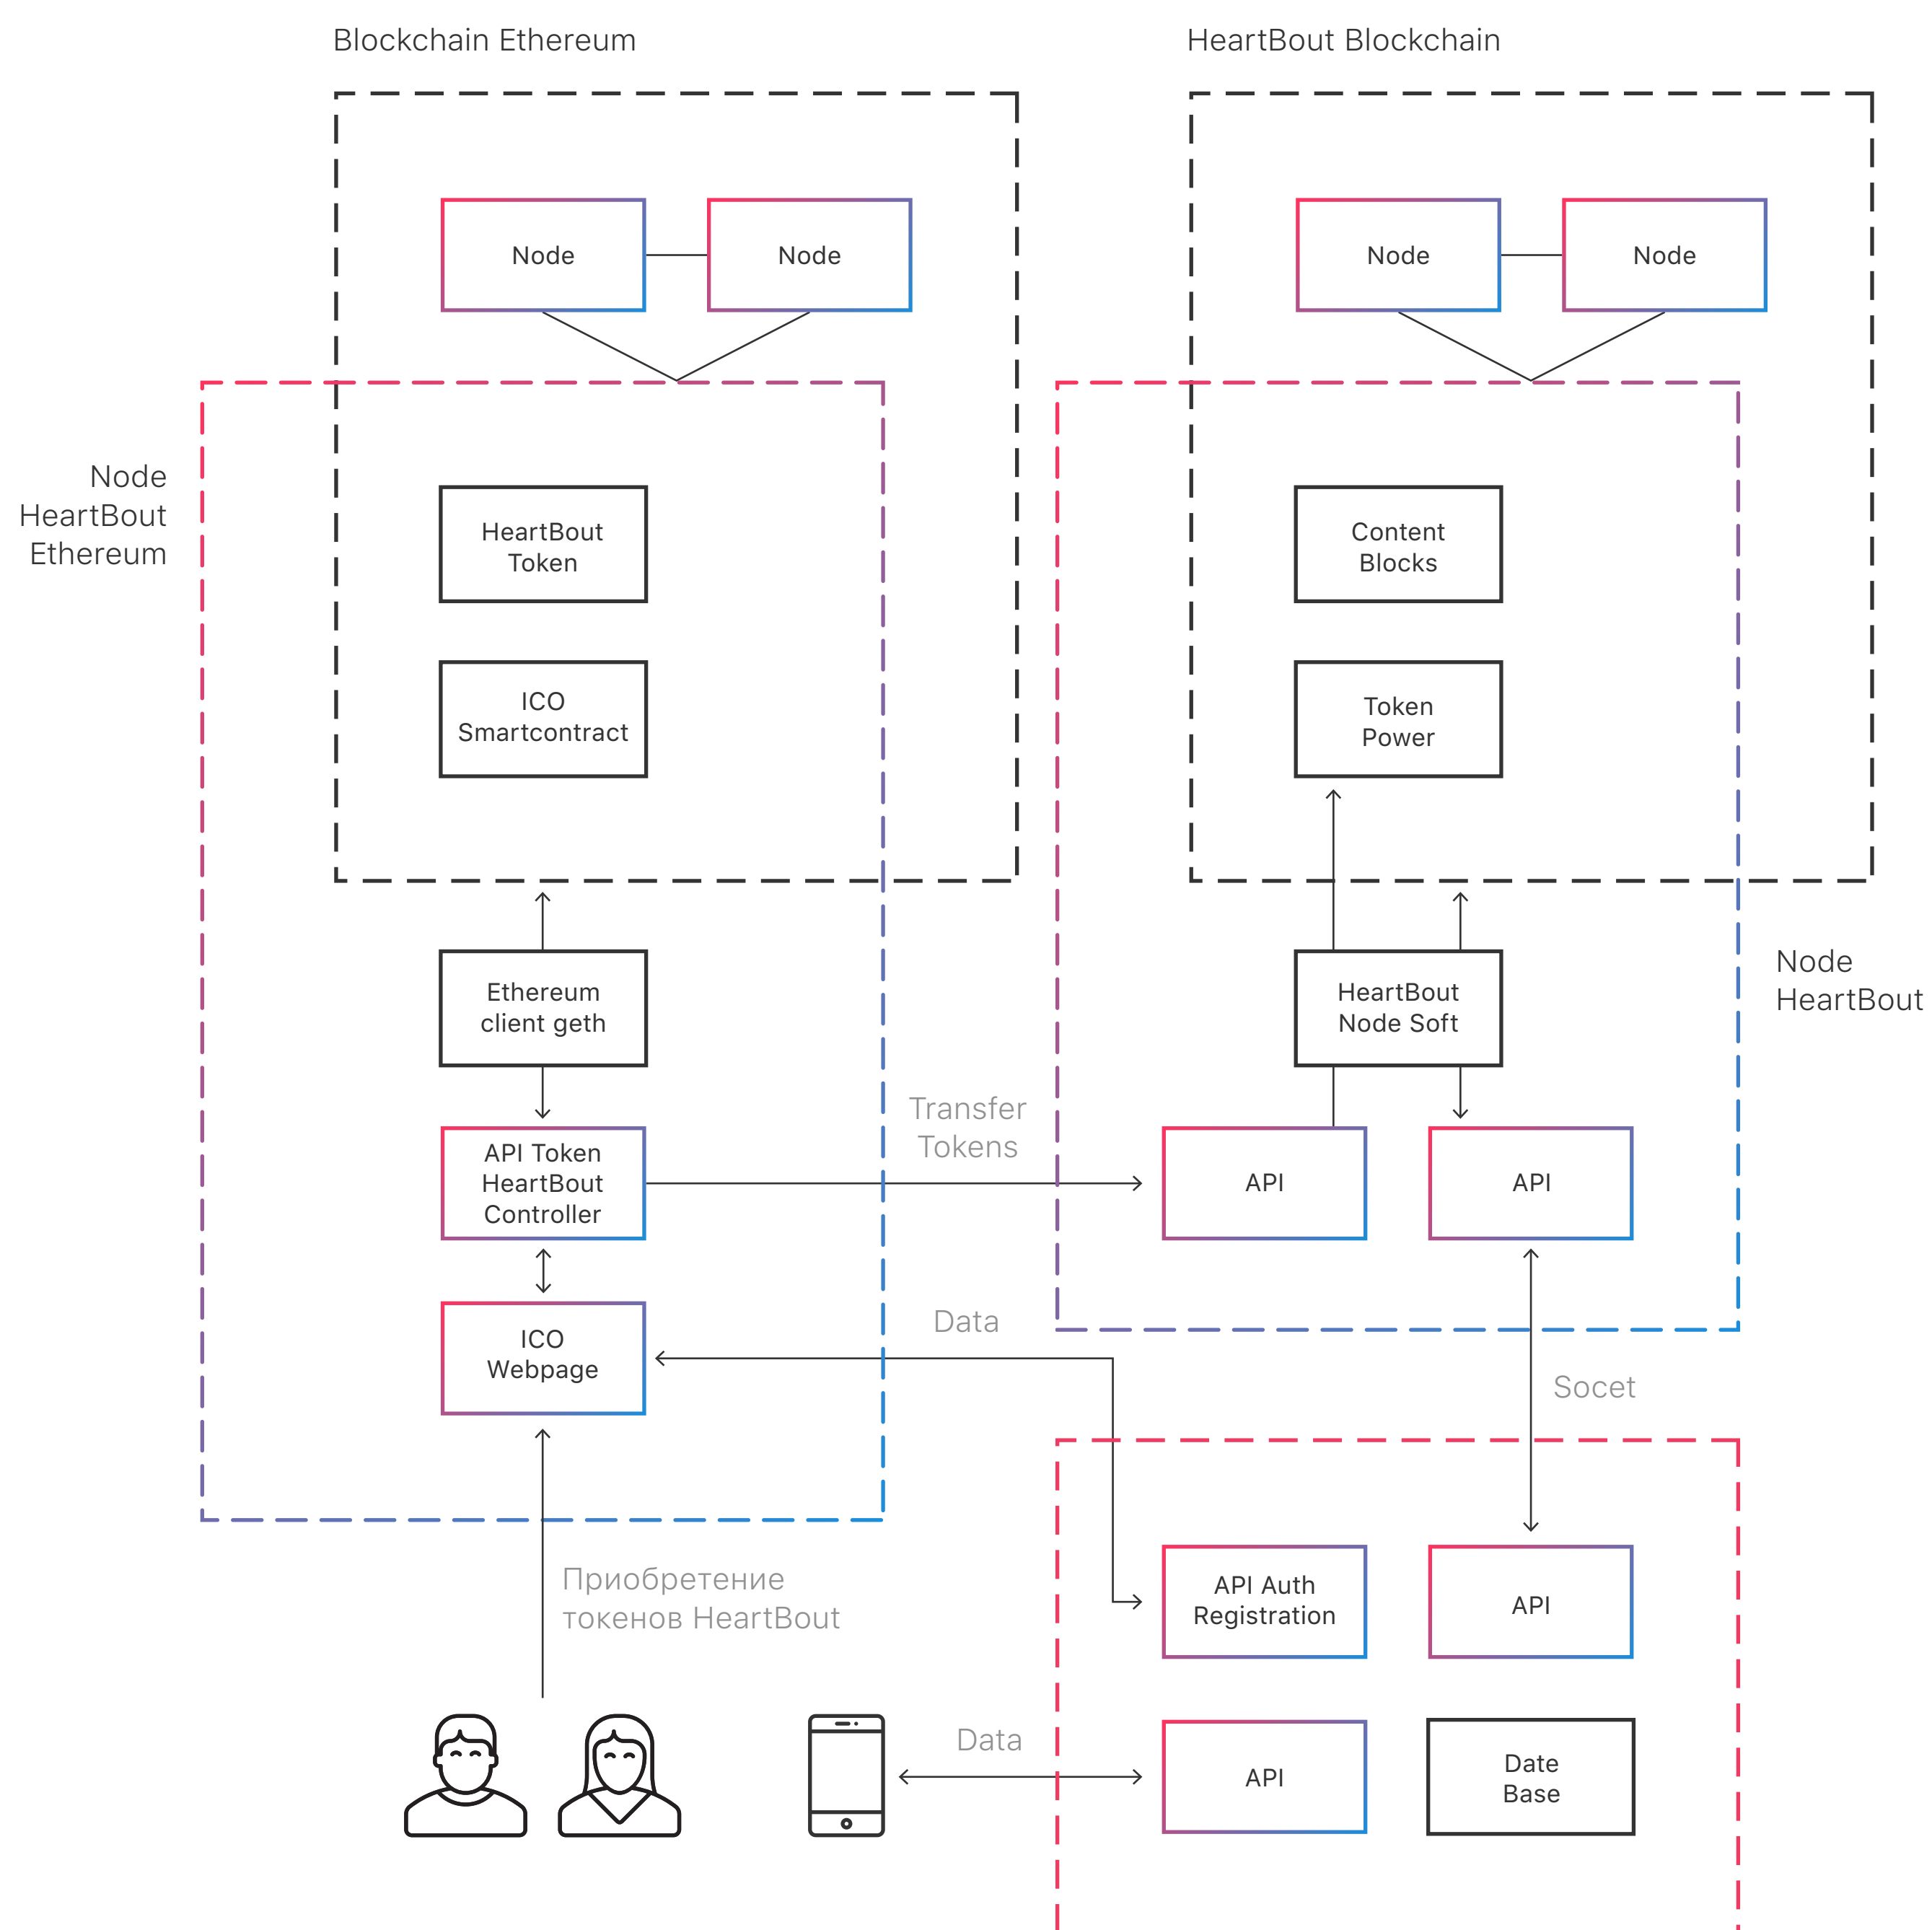 Blockchain Ethereum
HeartBout Blockchain
Node
Node
Node
Node
Node
HeartBout
Ethereum
HeartBout
Token
Content
Blocks
ICO
Smartcontract
Token
Power
Ethereum
client geth
HeartBout
Node Soft
Node
HeartBout
Transfer
Tokens
API Token
HeartBout
Controller
API
API
Data
ICO
Webpage
Socet
Приобретение
токенов HeartBout
API Auth
Registration
API
Data
API
Date
Base